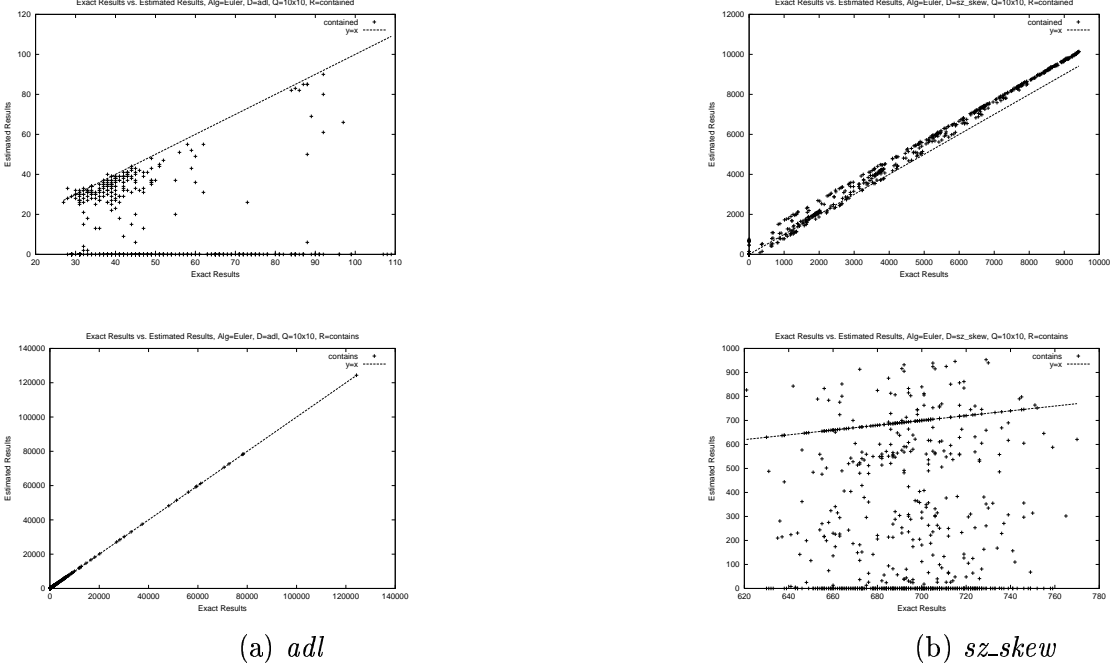 Exact Results vs. Estimated Results, Alg=Euler, D=adl, Q=10x10, R=contained
120
100
80
60
40
20
0
Estimated Results
contained
y=x
20 30 40 50 60 70 80 90 100 110
Exact Results
Exact Results vs. Estimated Results, Alg=Euler, D=sz_skew, Q=10x10, R=contained
12000
10000
8000
6000
4000
2000
0
Estimated Results
contained
y=x
0 1000 2000 3000 4000 5000 6000 7000 8000 9000 10000
Exact Results
Exact Results vs. Estimated Results, Alg=Euler, D=adl, Q=10x10, R=contains
140000
120000
100000
80000
60000
40000
20000
0
Estimated Results
contains
y=x
0 20000 40000 60000 80000 100000 120000 140000
Exact Results
Exact Results vs. Estimated Results, Alg=Euler, D=sz_skew, Q=10x10, R=contains
1000
900
800
700
600
500
400
300
200
100
0
Estimated Results
contains
y=x
620 640 660 680 700 720 740 760 780
Exact Results
(a) adl
(b) sz_skew